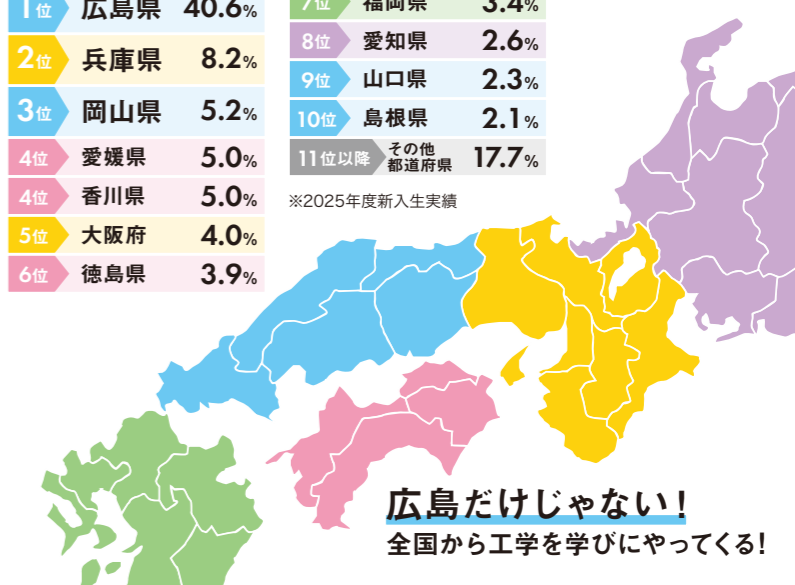 1位 広島県 40.6%
2位 兵庫県 8.2%
3位 岡山県 5.2%
4位 愛媛県 5.0%
4位 香川県 5.0%
5位 大阪府 4.0%
6位 徳島県 3.9%
7位 福岡県 3.4%
8位 愛知県 2.6%
9位 山口県 2.3%
10位 島根県 2.1%
11位以降 その他
都道府県 17.7%
※2025年度新入生実績
広島だけじゃない!
全国から工学を学びにやってくる!